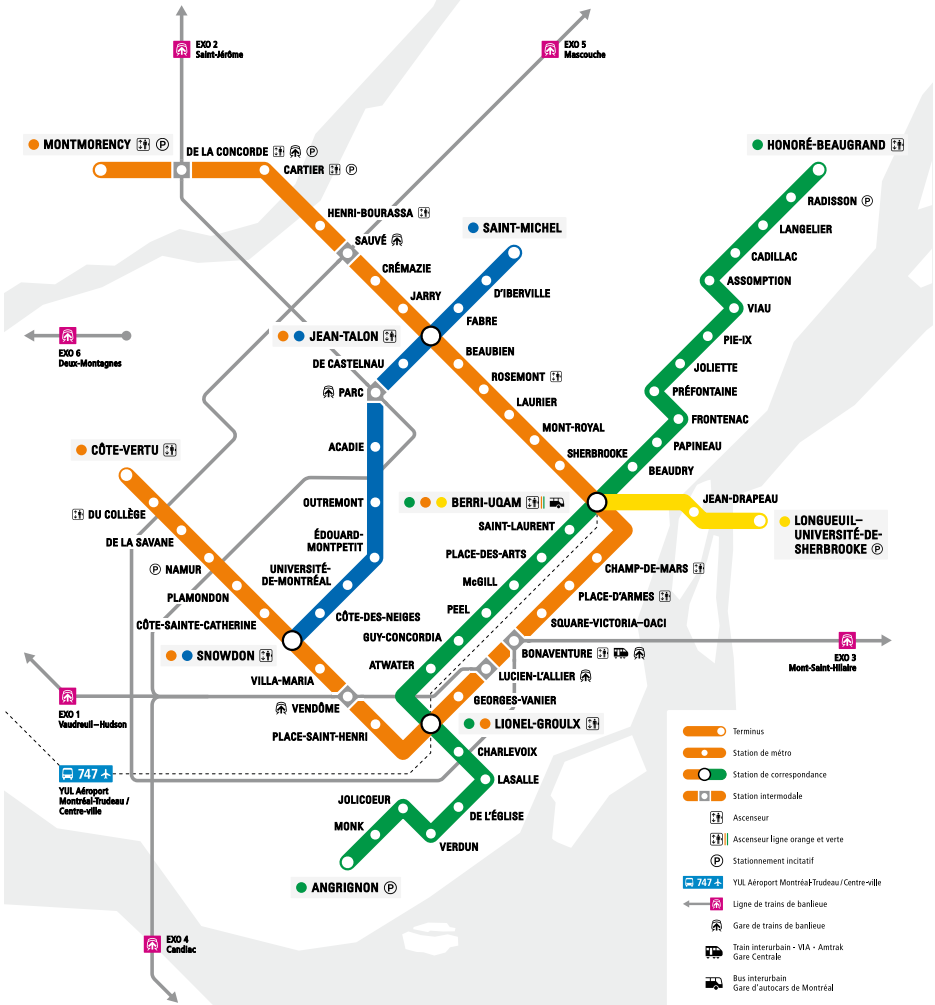 EXO 2
Saint-Jérôme
EXO 5
Mascouche
MONTMORENCY P
DE LA CONCORDE P
CARTIER P
HONORÉ-BEAUGRAND
RADISSON P
HENRI-BOURASSA
LANGELIER
SAUVÉ
SAINT-MICHEL
CADILLAC
CRÉMAZIE
D'IBERVILLE
ASSOMPTION
JARRY
FABRE
VIAU
JEAN-TALON
EXO 6
Deux-Montagnes
BEAUBIEN
PIE-IX
DE CASTELNAU
ROSEMONT
JOLIETTE
PARC
LAURIER
PRÉFONTAINE
MONT-ROYAL
FRONTENAC
ACADIE
SHERBROOKE
PAPINEAU
CÔTE-VERTU
BEAUDRY
OUTREMONT
BERRI-UQAM
JEAN-DRAPEAU
DU COLLÈGE
SAINT-LAURENT
LONGUEUIL–
UNIVERSITÉ-DE-
SHERBROOKE P
DE LA SAVANE
ÉDOUARD-
MONTPETIT
PLACE-DES-ARTS
CHAMP-DE-MARS
P NAMUR
UNIVERSITÉ-
DE-MONTRÉAL
McGILL
PLACE-D'ARMES
PLAMONDON
PEEL
SQUARE-VICTORIA–OACI
CÔTE-SAINTE-CATHERINE
CÔTE-DES-NEIGES
GUY-CONCORDIA
SNOWDON
BONAVENTURE
EXO 3
Mont-Saint-Hilaire
ATWATER
LUCIEN-L'ALLIER
VILLA-MARIA
GEORGES-VANIER
EXO 1
Vaudreuil–Hudson
VENDÔME
LIONEL-GROULX
PLACE-SAINT-HENRI
CHARLEVOIX
747
YUL Aéroport
Montréal-Trudeau /
Centre-ville
LASALLE
JOLICOEUR
DE L'ÉGLISE
MONK
VERDUN
ANGRIGNON P
EXO 4
Candiac
Terminus
Station de métro
Station de correspondance
Station intermodale
Ascenseur
Ascenseur ligne orange et verte
P Stationnement incitatif
747 YUL Aéroport Montréal-Trudeau / Centre-ville
Ligne de trains de banlieue
Gare de trains de banlieue
Train interurbain - VIA - Amtrak
Gare Centrale
Bus interurbain
Gare d'autocars de Montréal